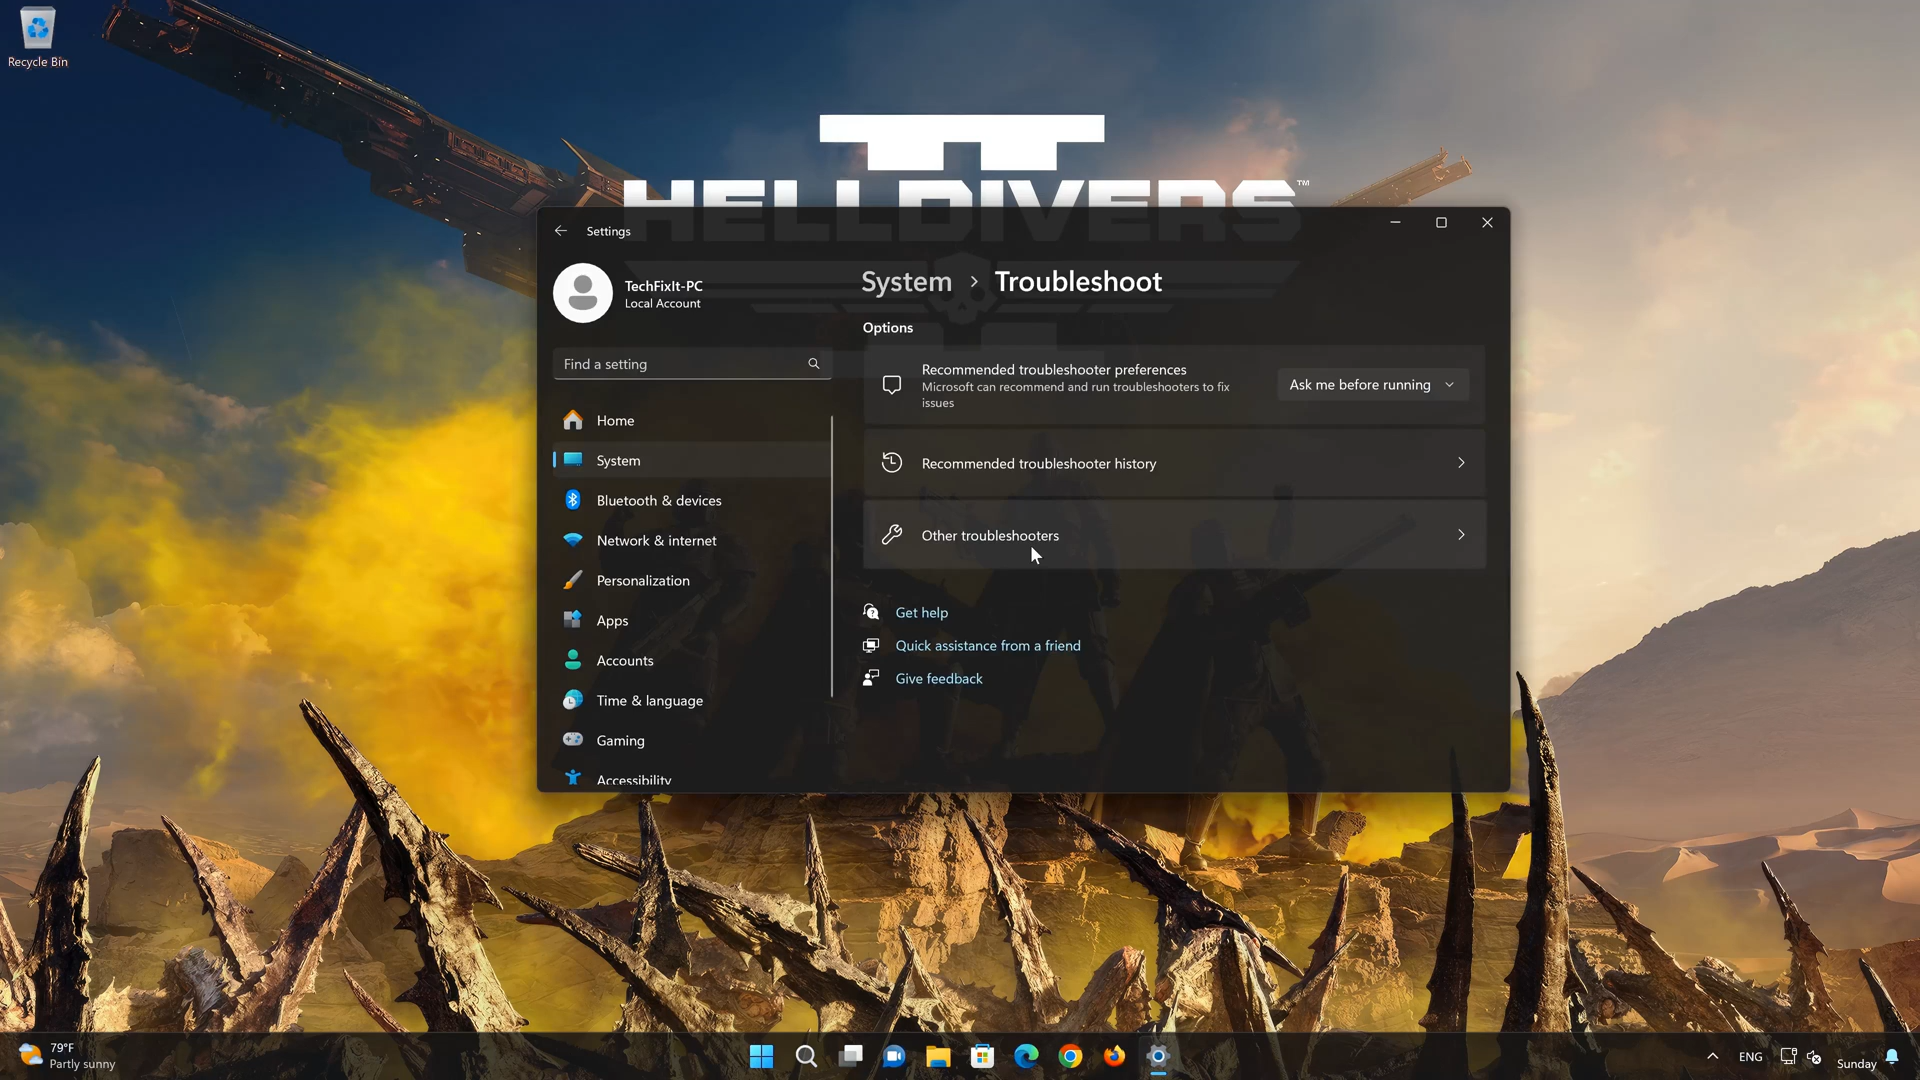 Recycle Bin
HELLDIVERS™
Settings
TechFixIt-PC
Local Account
Find a setting
Home
System
Bluetooth & devices
Network & internet
Personalization
Apps
Accounts
Time & language
Gaming
Accessibility
System > Troubleshoot
Options
Recommended troubleshooter preferences
Microsoft can recommend and run troubleshooters to fix
issues
Ask me before running
Recommended troubleshooter history
Other troubleshooters
Get help
Quick assistance from a friend
Give feedback
79°F
Partly sunny
ENG
Sunday